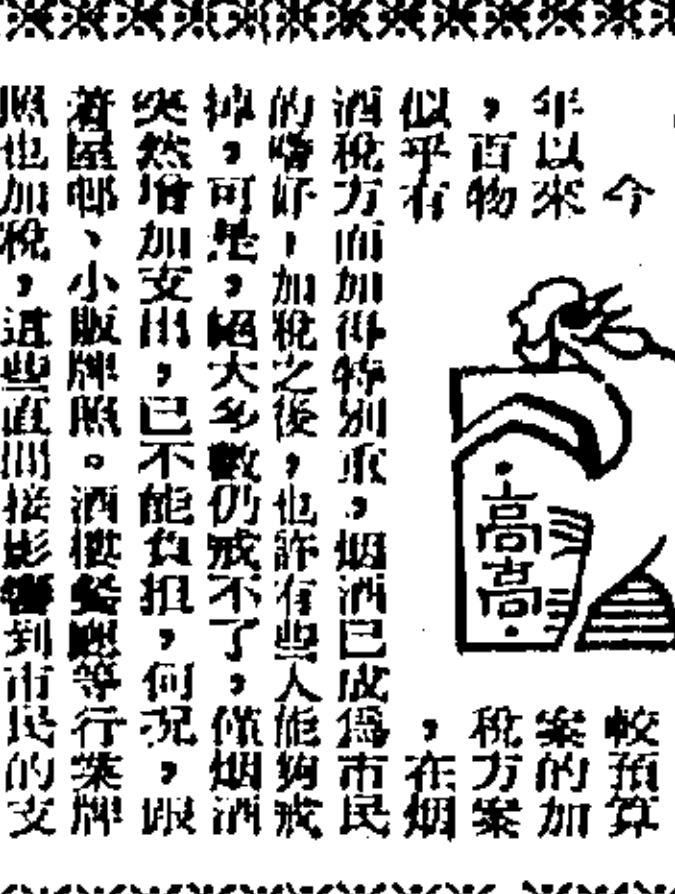 今
年以來
，百物
似乎有
高高
較預算
案的加
稅方案
，在烟
酒稅方面加得特別重，烟酒已成爲市民
的嗜好，加稅之後，也許有些人能夠戒
掉，可是，絕大多數仍戒不了，僅烟酒
突然增加支出，已不能負担，何況，跟
着屋邨、小販牌照。酒樓餐廳等行業牌
照也加稅，這些直間接影響到市民的支